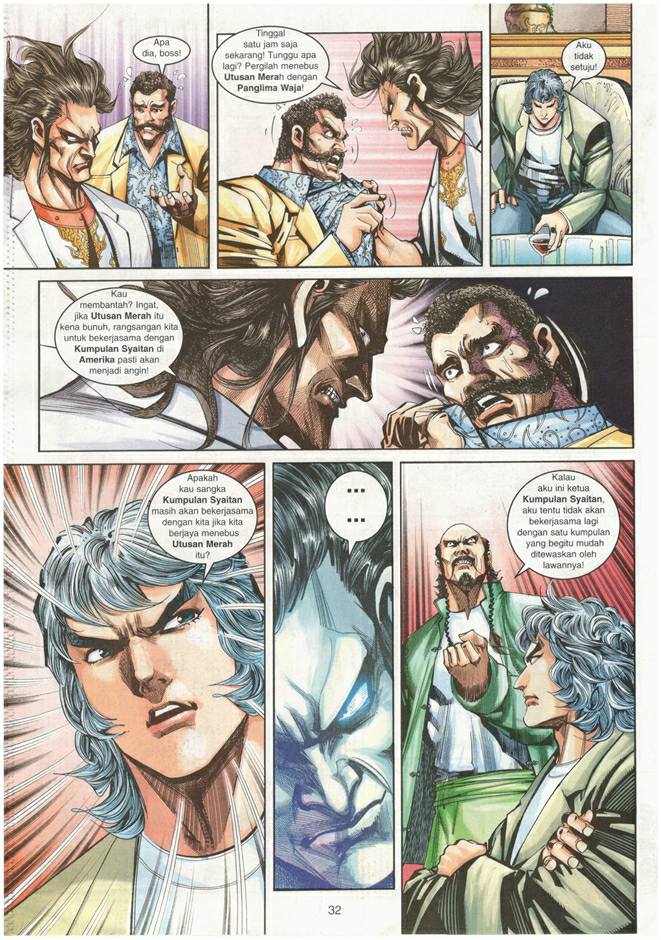 Apa
dia, boss!
Tinggal
satu jam saja
sekarang! Tunggu apa
lagi? Pergilah menebus
Utusan Merah dengan
Panglima Waja!
Aku
tidak
setuju!
Kau
membantah? Ingat,
jika Utusan Merah itu
kena bunuh, rangsangan kita
untuk bekerjasama dengan
Kumpulan Syaitan di
Amerika pasti akan
menjadi angin!
Apakah
kau sangka
Kumpulan Syaitan
masih akan bekerjasama
dengan kita jika kita
berjaya menebus
Utusan Merah
itu?
...
...
Kalau
aku ini ketua
Kumpulan Syaitan,
aku tentu tidak akan
bekerjasama lagi
dengan satu kumpulan
yang begitu mudah
ditewaskan oleh
lawannya!
32